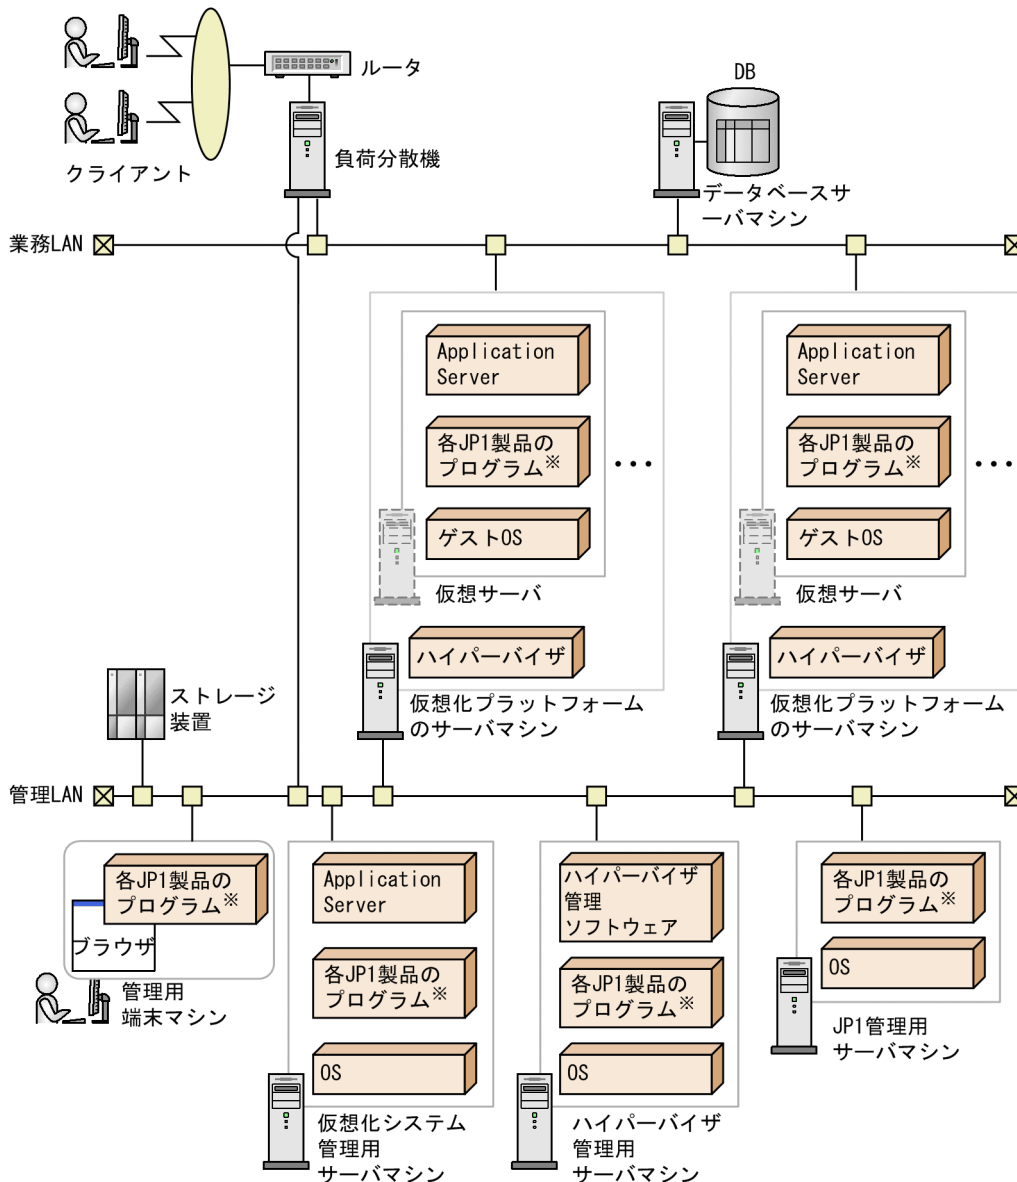 ルータ
DB
クライアント
負荷分散機
データベースサ
ーバマシン
業務LAN
Application
Server
各JP1製品の
プログラム※
ゲストOS
仮想サーバ
ハイパーバイザ
仮想化プラットフォーム
のサーバマシン
...
Application
Server
各JP1製品の
プログラム※
ゲストOS
仮想サーバ
ハイパーバイザ
仮想化プラットフォーム
のサーバマシン
...
ストレージ
装置
管理LAN
各JP1製品の
プログラム※
ブラウザ
管理用
端末マシン
Application
Server
各JP1製品の
プログラム※
OS
仮想化システム
管理用
サーバマシン
ハイパーバイザ
管理
ソフトウェア
各JP1製品の
プログラム※
OS
ハイパーバイザ
管理用
サーバマシン
各JP1製品の
プログラム※
OS
JP1管理用
サーバマシン